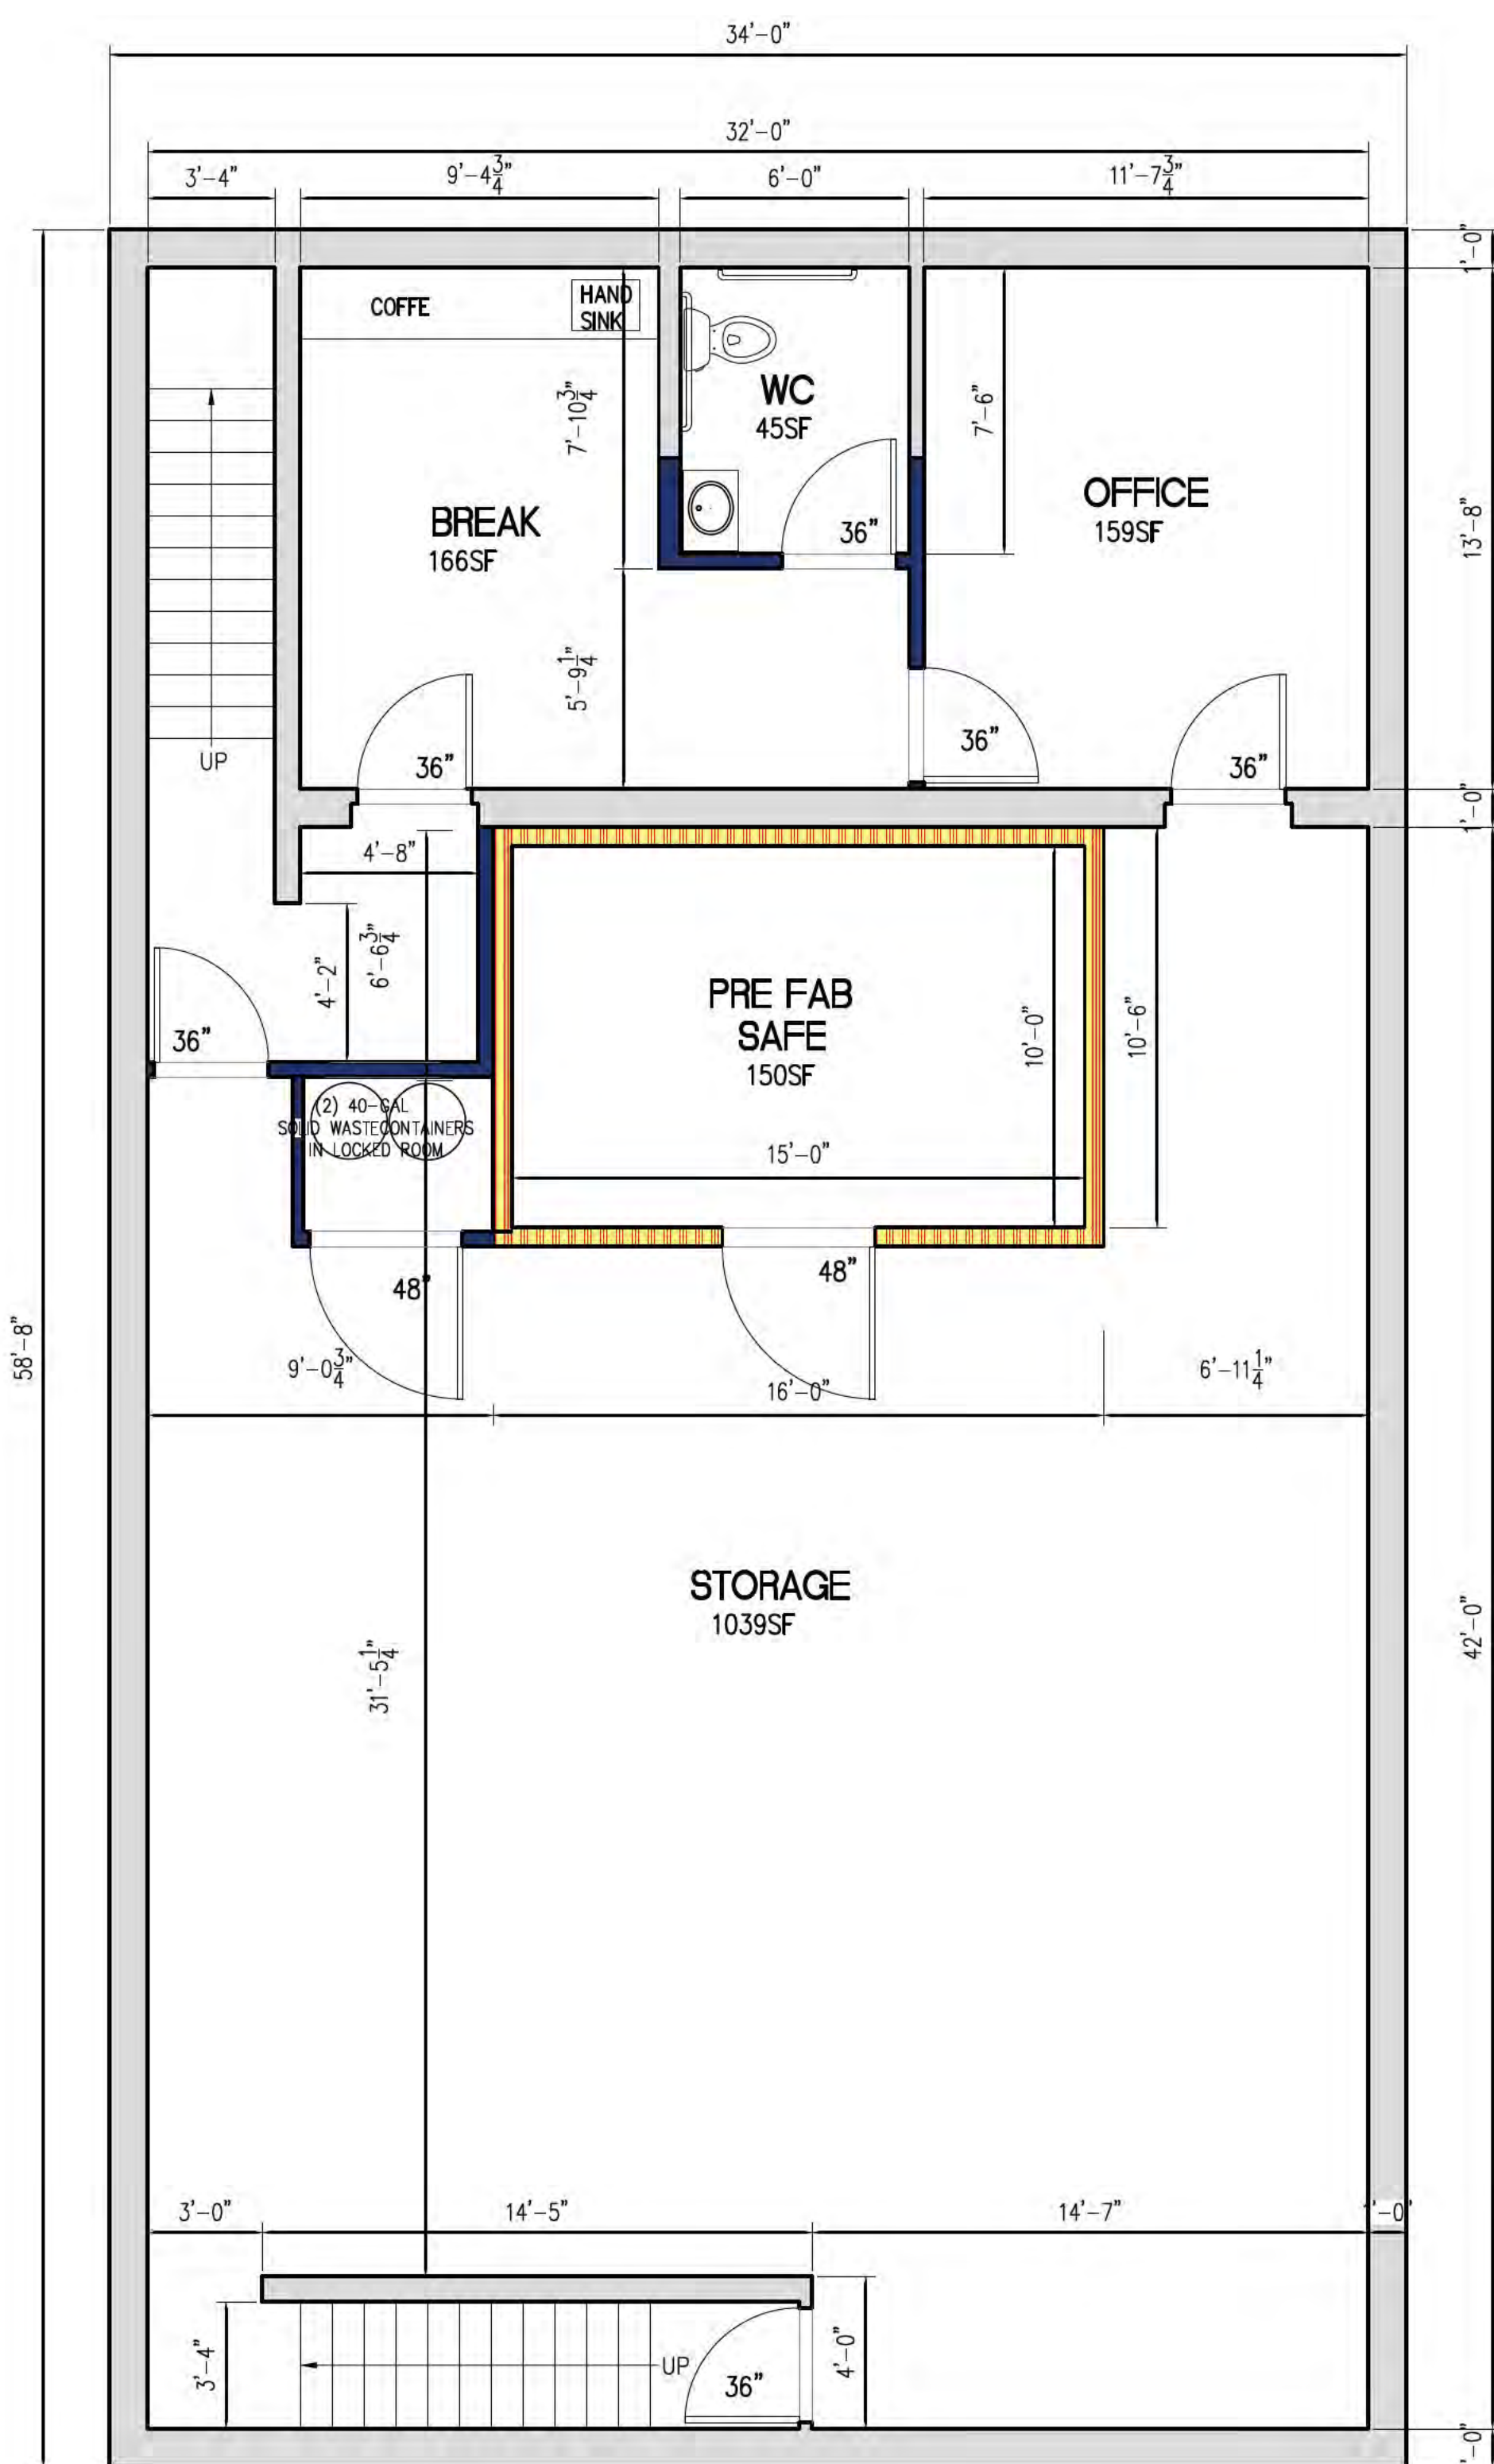 34'-0"
32'-0"
3'-4"
9'-4 3/4"
6'-0"
11'-7 3/4"
1'-0"
COFFE
HAND
SINK
7'-10 3/4"
WC
45SF
7'-6"
OFFICE
159SF
13'-8"
BREAK
166SF
36"
5'-9 1/4"
36"
UP
36"
36"
1'-0"
4'-8"
4'-2"
6'-6 3/4"
36"
PRE FAB
SAFE
150SF
10'-0"
10'-6"
15'-0"
(2) 40-GAL
SOLID WASTECONTAINERS
IN LOCKED ROOM
48"
48"
58'-8"
9'-0 3/4"
16'-0"
6'-11 1/4"
STORAGE
1039SF
31'-5 1/4"
42'-0"
3'-0"
14'-5"
14'-7"
'-0
3'-4"
UP
36"
4'-0"
'-0"